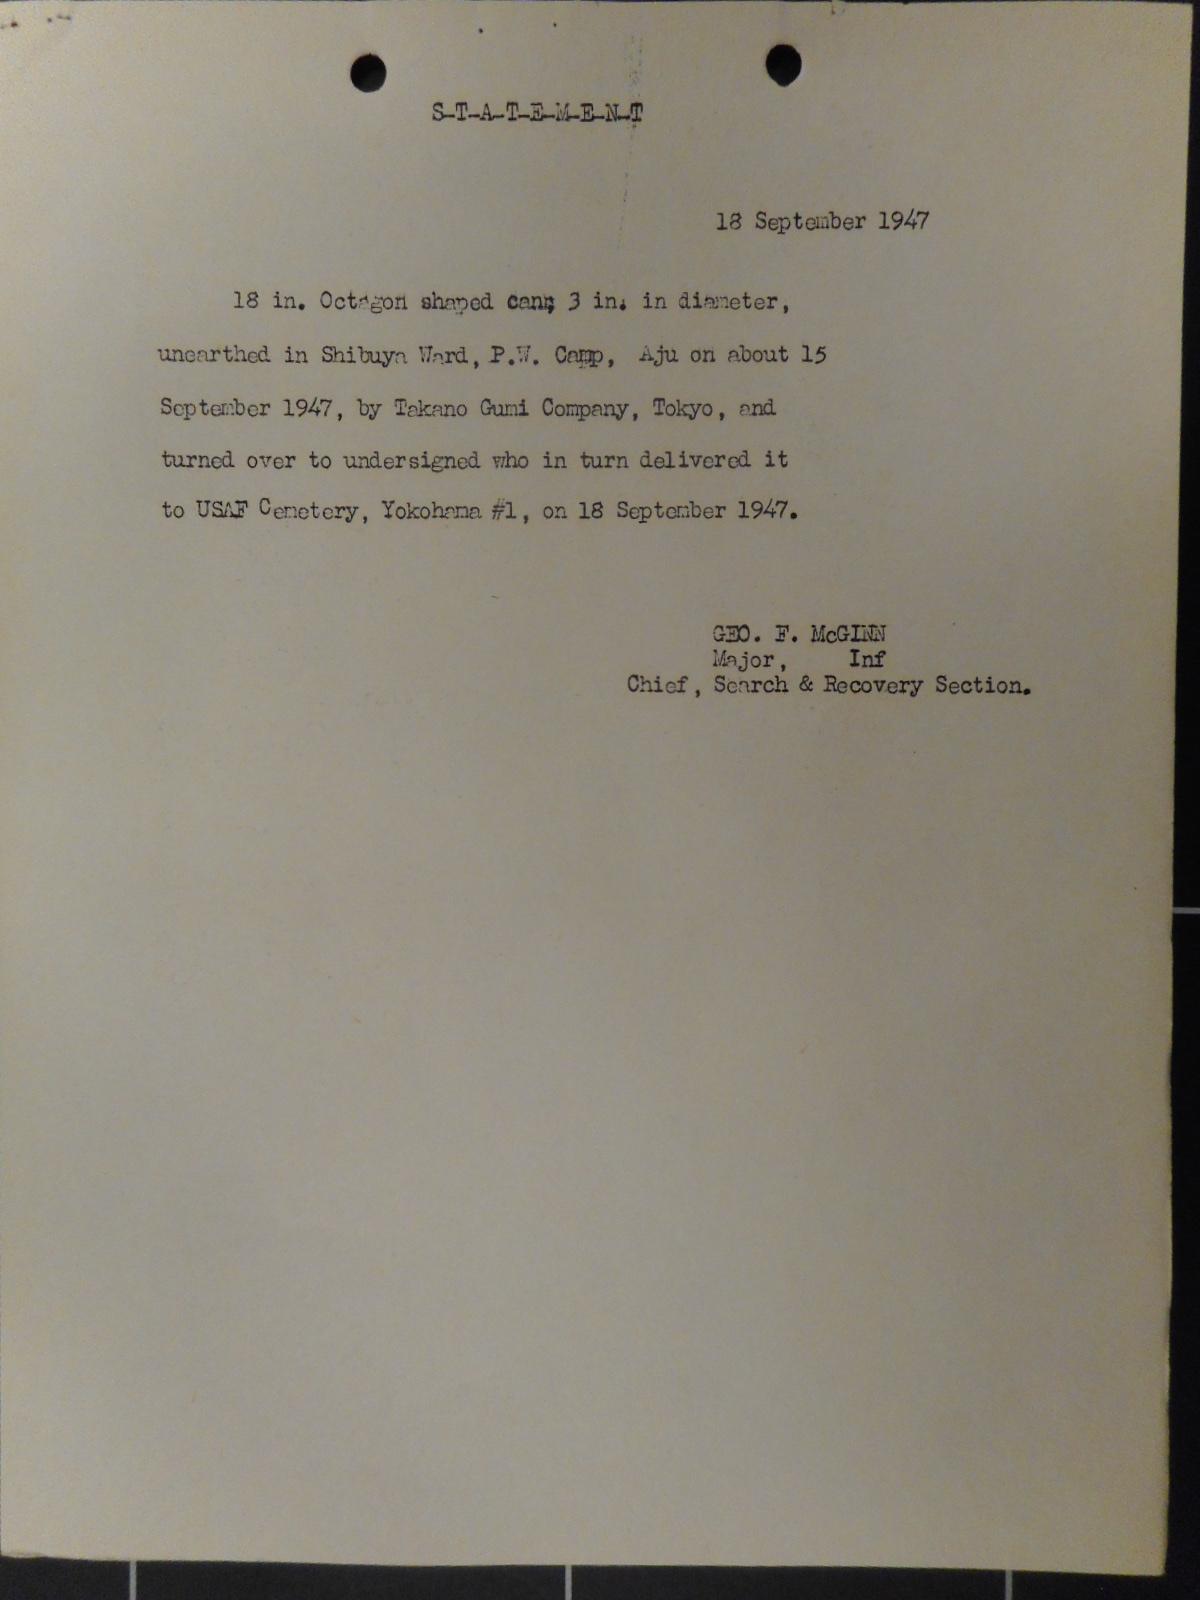 S-T-A-T-E-M-E-N-T
18 September 1947
18 in. Octagon shaped can; 3 in. in diameter,
unearthed in Shibuya Ward, P.W. Camp, Aju on about 15
September 1947, by Takano Gumi Company, Tokyo, and
turned over to undersigned who in turn delivered it
to USAF Cemetery, Yokohama #1, on 18 September 1947.
GEO. F. McGINN
Major, Inf
Chief, Search & Recovery Section.